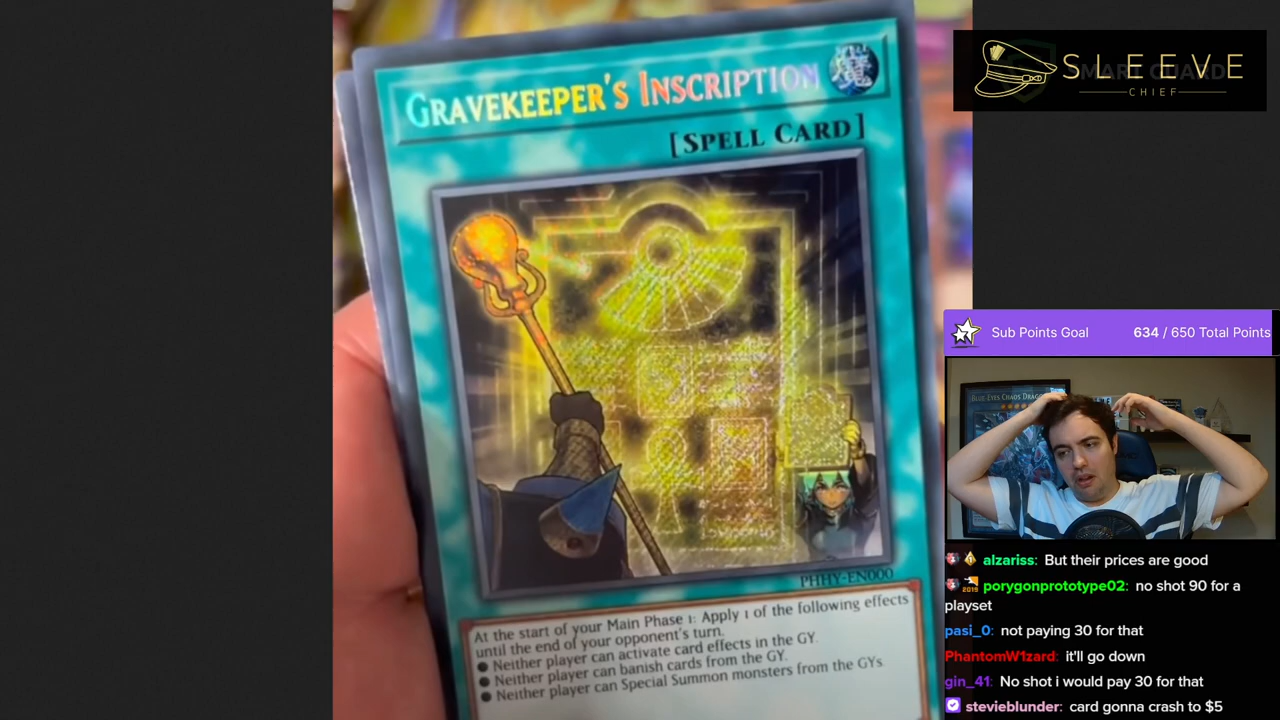 GRAVEKEEPER'S INSCRIPTION
魔
[SPELL CARD]
PHHY-EN000
At the start of your Main Phase 1: Apply 1 of the following effects
until the end of your opponent's turn.
● Neither player can activate card effects in the GY.
● Neither player can banish cards from the GY.
● Neither player can Special Summon monsters from the GYs.
SLEEVE
CHIEF
Sub Points Goal 634 / 650 Total Points
BLUE-EYES CHAOS DRAGON
alzariss: But their prices are good
porygonprototype02: no shot 90 for a
playset
pasi_0: not paying 30 for that
PhantomW1zard: it'll go down
gin_41: No shot i would pay 30 for that
stevieblunder: card gonna crash to $5